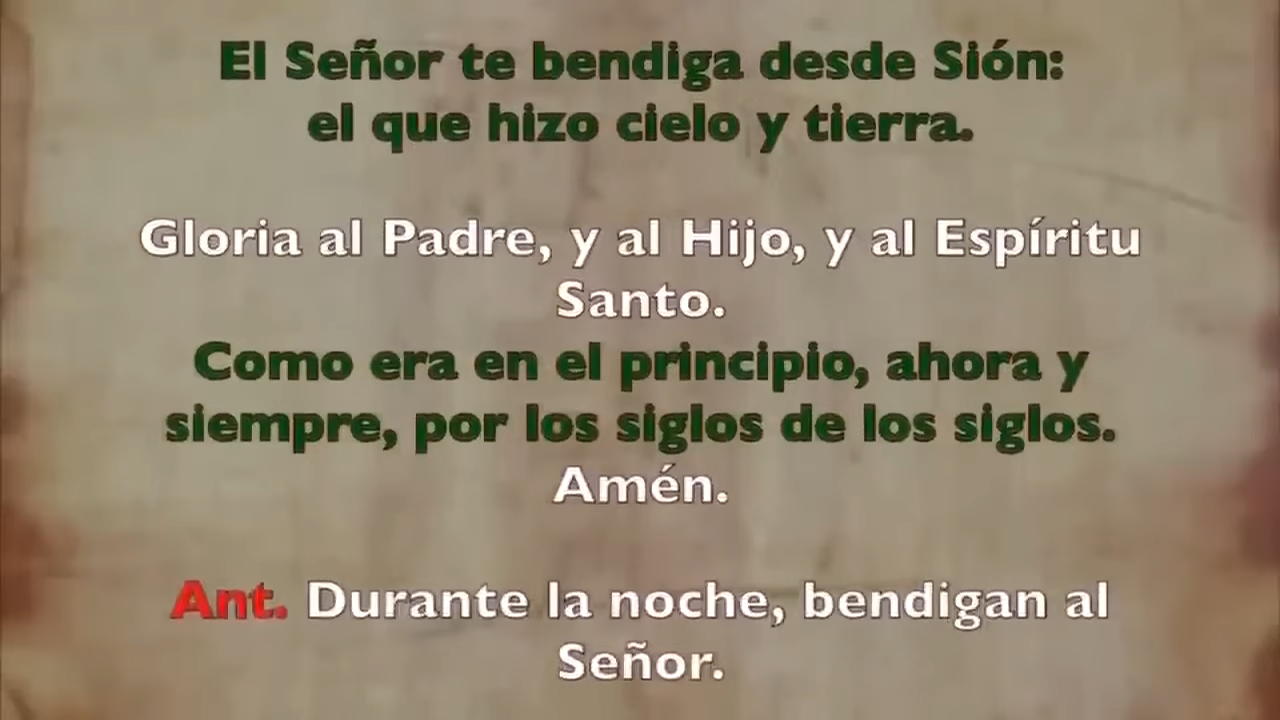 El Señor te bendiga desde Sión:
el que hizo cielo y tierra.
Gloria al Padre, y al Hijo, y al Espíritu
Santo.
Como era en el principio, ahora y
siempre, por los siglos de los siglos.
Amén.
Ant. Durante la noche, bendigan al
Señor.